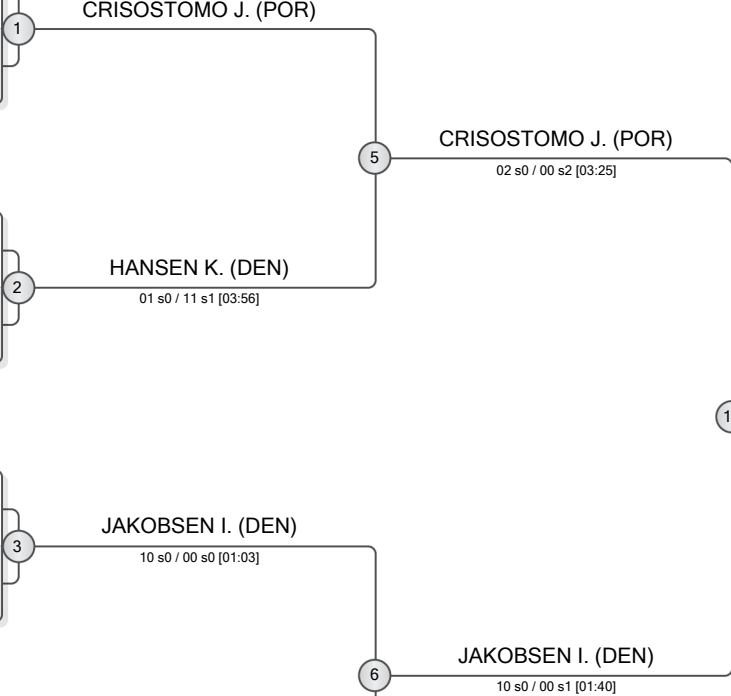 CRISOSTOMO J. (POR)
1
CRISOSTOMO J. (POR)
5
02 s0 / 00 s2 [03:25]
HANSEN K. (DEN)
2
01 s0 / 11 s1 [03:56]
1
JAKOBSEN I. (DEN)
3
10 s0 / 00 s0 [01:03]
JAKOBSEN I. (DEN)
6
10 s0 / 00 s1 [01:40]